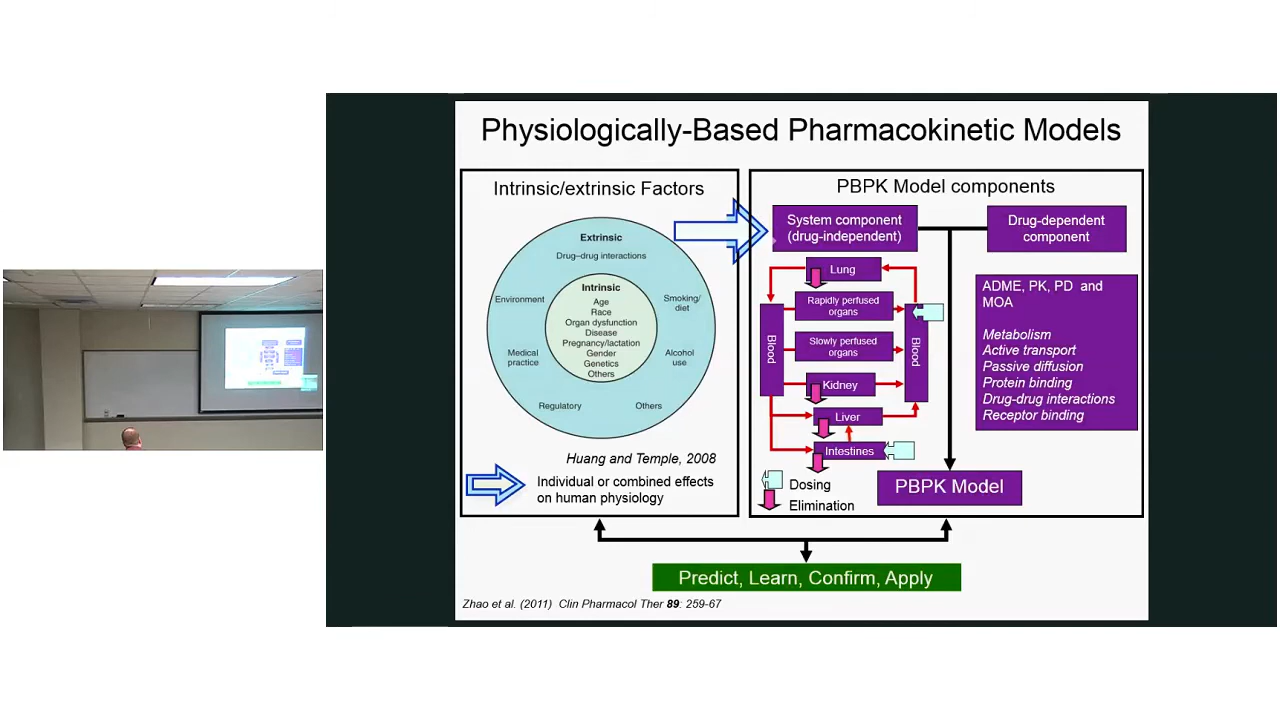 Physiologically-Based Pharmacokinetic Models
Intrinsic/extrinsic Factors
Extrinsic
Drug–drug interactions
Environment
Smoking/
diet
Intrinsic
Age
Race
Organ dysfunction
Disease
Pregnancy/lactation
Gender
Genetics
Others
Medical
practice
Alcohol
use
Regulatory
Others
Huang and Temple, 2008
Individual or combined effects
on human physiology
PBPK Model components
System component
(drug-independent)
Drug-dependent
component
Lung
Rapidly perfused
organs
Blood
Slowly perfused
organs
Blood
Kidney
Liver
Intestines
Dosing
Elimination
ADME, PK, PD and
MOA
Metabolism
Active transport
Passive diffusion
Protein binding
Drug-drug interactions
Receptor binding
PBPK Model
Predict, Learn, Confirm, Apply
Zhao et al. (2011) Clin Pharmacol Ther 89: 259-67